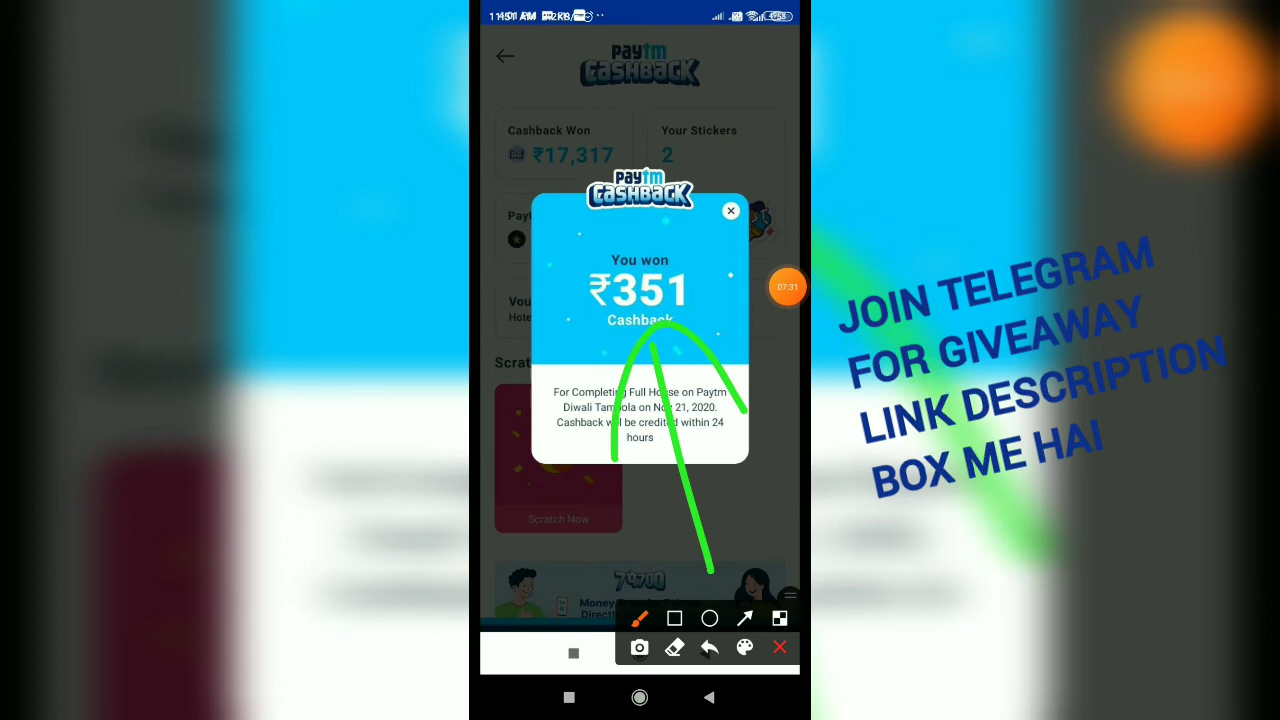 paytm
CASHBACK
Cashback Won
₹17,317
Your Stickers
2
paytm
CASHBACK
You won
₹351
Cashback
For Completing Full House on Paytm
Diwali Tambola on Nov 21, 2020.
Cashback will be credited within 24
hours
Scratch Now
07:31
JOIN TELEGRAM
FOR GIVEAWAY
LINK DESCRIPTION
BOX ME HAI